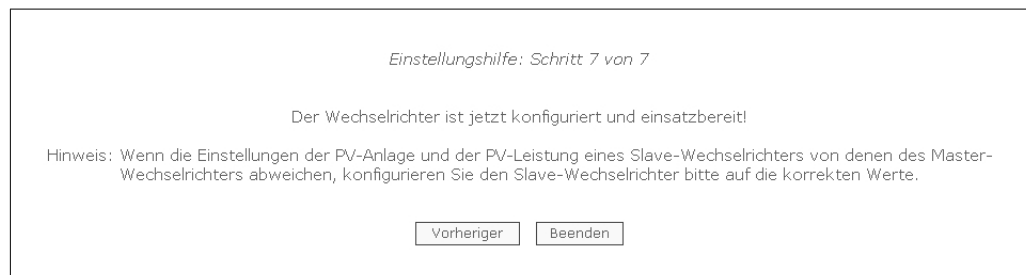 Einstellungshilfe: Schritt 7 von 7
Der Wechselrichter ist jetzt konfiguriert und einsatzbereit!
Hinweis: Wenn die Einstellungen der PV-Anlage und der PV-Leistung eines Slave-Wechselrichters von denen des Master-
Wechselrichters abweichen, konfigurieren Sie den Slave-Wechselrichter bitte auf die korrekten Werte.
Vorheriger Beenden